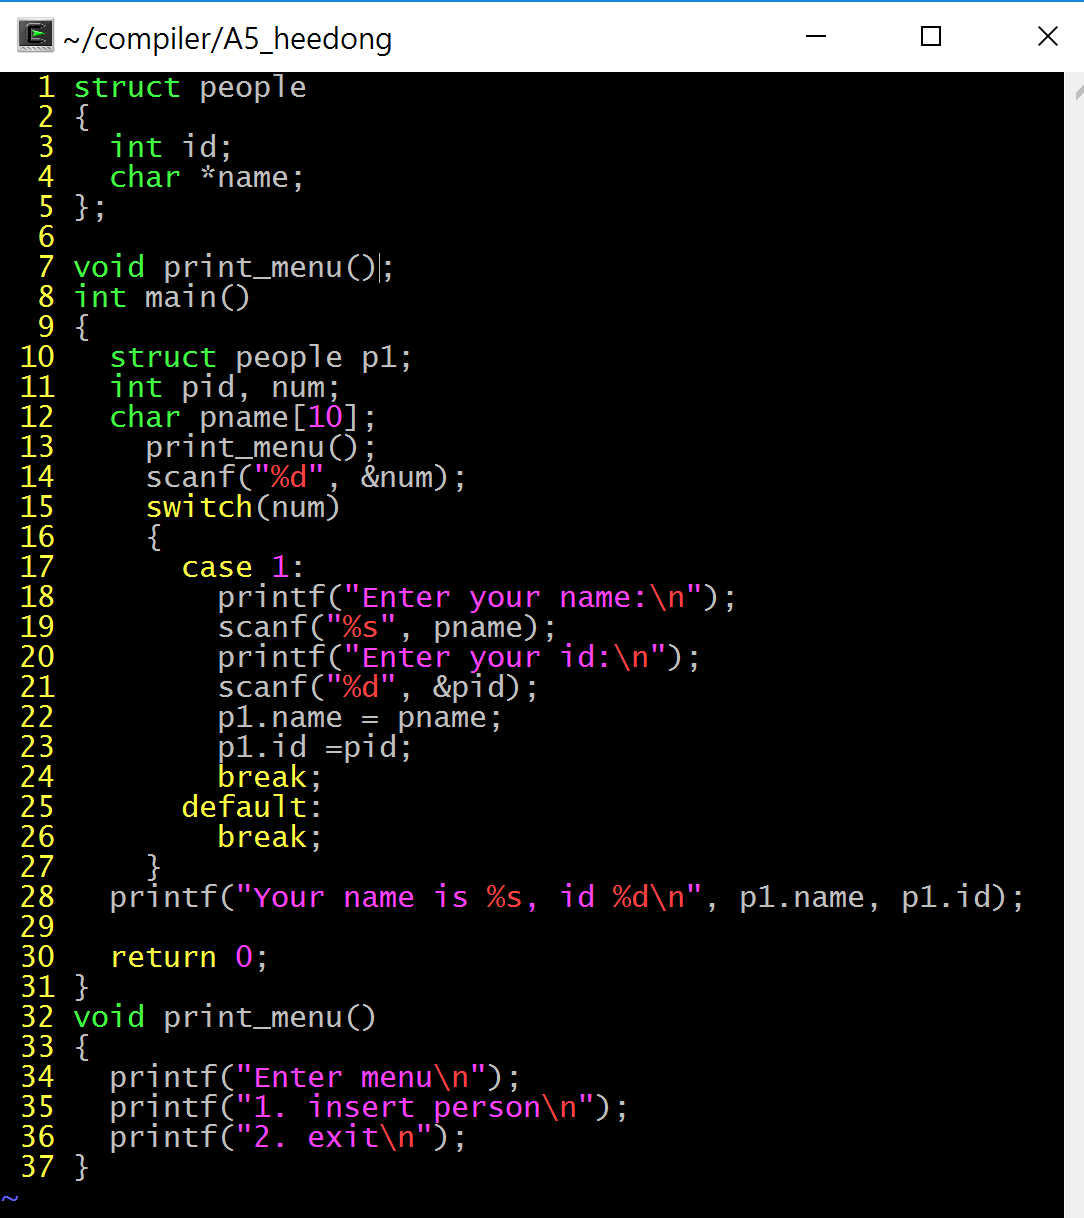 ~/compiler/A5_heedong
1 struct people
2 {
3   int id;
4   char *name;
5 };
6
7 void print_menu();
8 int main()
9 {
10   struct people p1;
11   int pid, num;
12   char pname[10];
13     print_menu();
14     scanf("%d", &num);
15     switch(num)
16     {
17       case 1:
18         printf("Enter your name:\n");
19         scanf("%s", pname);
20         printf("Enter your id:\n");
21         scanf("%d", &pid);
22         p1.name = pname;
23         p1.id =pid;
24         break;
25       default:
26         break;
27     }
28   printf("Your name is %s, id %d\n", p1.name, p1.id);
29
30   return 0;
31 }
32 void print_menu()
33 {
34   printf("Enter menu\n");
35   printf("1. insert person\n");
36   printf("2. exit\n");
37 }
~